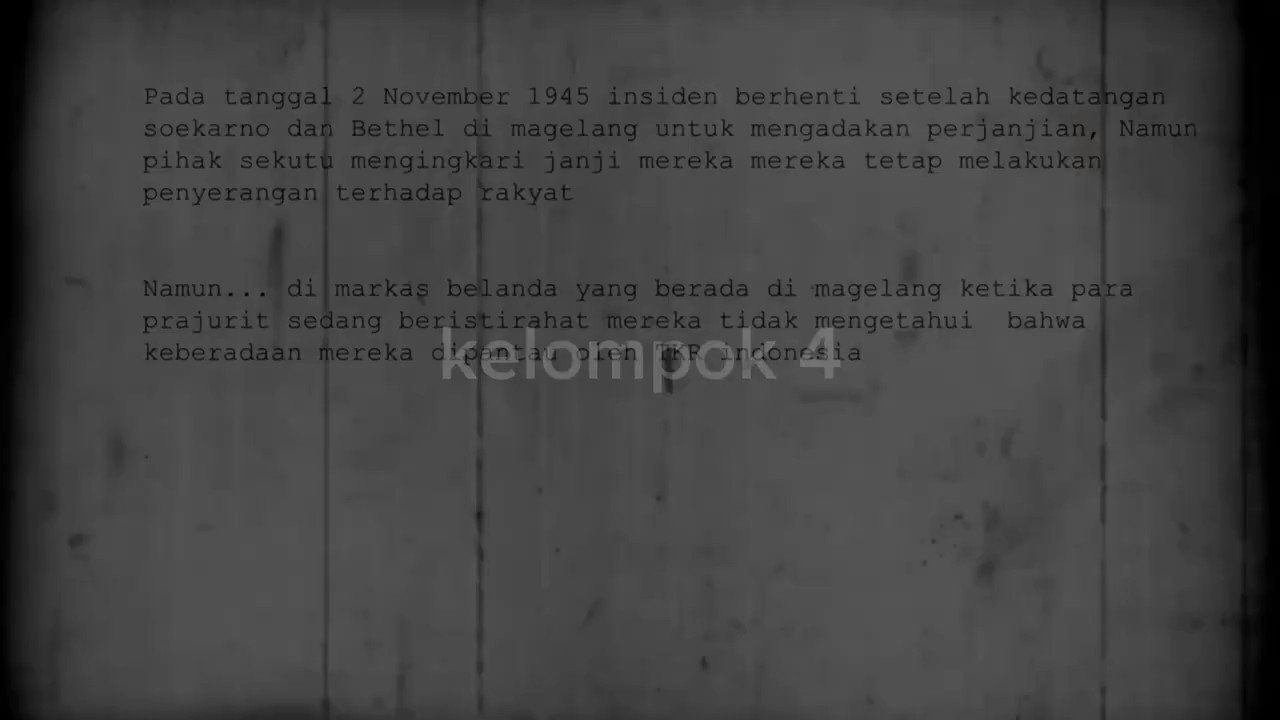 Pada tanggal 2 November 1945 insiden berhenti setelah kedatangan
soekarno dan Bethel di magelang untuk mengadakan perjanjian, Namun
pihak sekutu mengingkari janji mereka mereka tetap melakukan
penyerangan terhadap rakyat
Namun... di markas belanda yang berada di magelang ketika para
prajurit sedang beristirahat mereka tidak mengetahui  bahwa
keberadaan mereka dipantau oleh TKR indonesia
kelompok 4